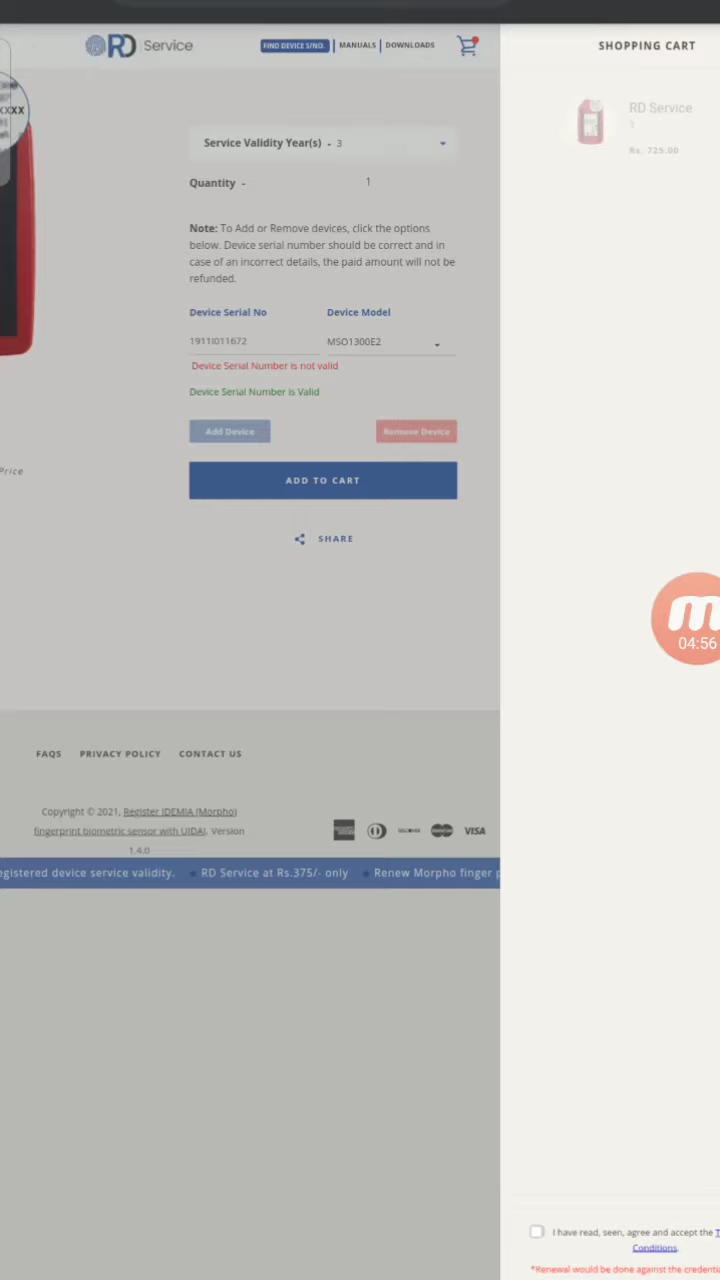 RD Service
FIND DEVICE S/NO.
MANUALS
DOWNLOADS
SHOPPING CART
XXXX
RD Service
3
Rs. 725.00
Service Validity Year(s) - 3
Quantity -
1
Note: To Add or Remove devices, click the options
below. Device serial number should be correct and in
case of an incorrect details, the paid amount will not be
refunded.
Device Serial No
Device Model
1911I011672
MSO1300E2
Device Serial Number is not valid
Device Serial Number is Valid
Add Device
Remove Device
Price
ADD TO CART
SHARE
04:56
FAQS
PRIVACY POLICY
CONTACT US
Copyright © 2021, Register IDEMIA (Morpho)
fingerprint biometric sensor with UIDAI. Version
1.4.0
DISCOVER
VISA
egistered device service validity.
RD Service at Rs.375/- only
Renew Morpho finger p
I have read, seen, agree and accept the T
Conditions.
*Renewal would be done against the credentia